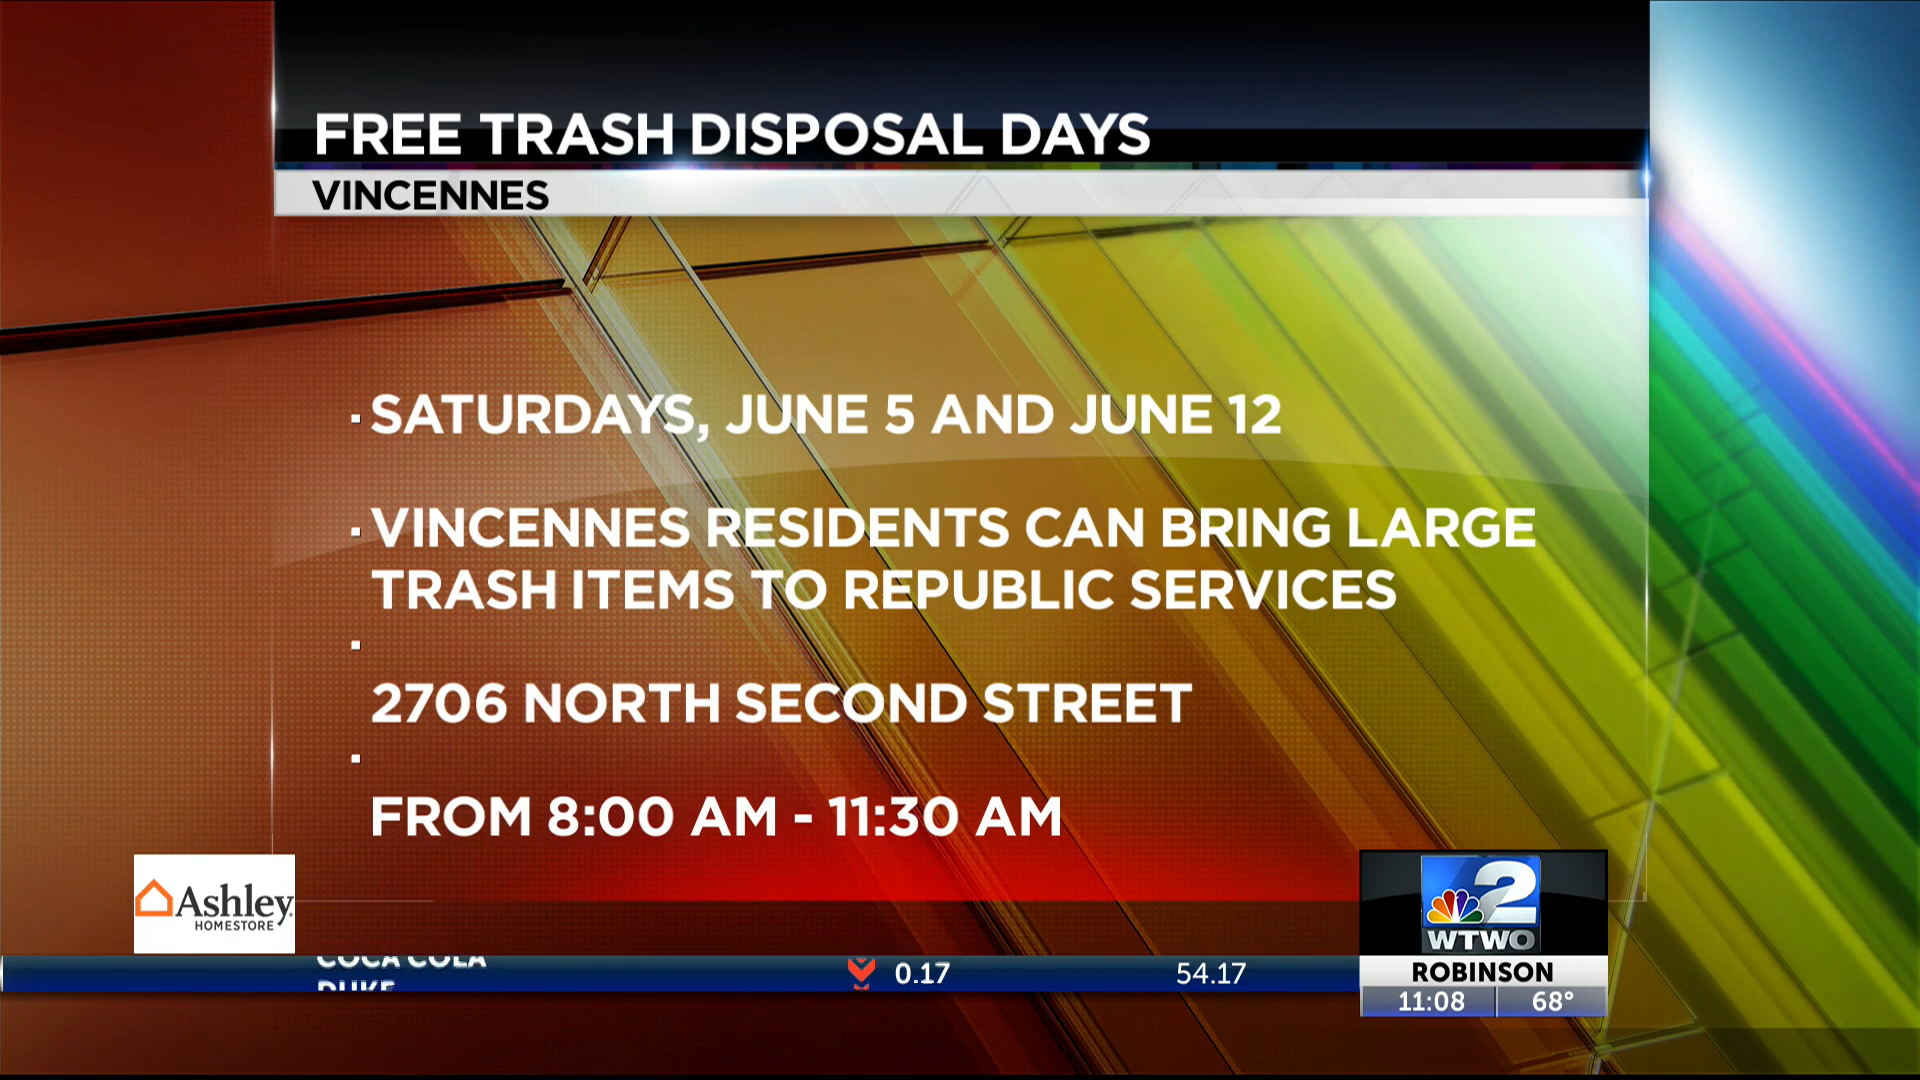 FREE TRASH DISPOSAL DAYS
VINCENNES
SATURDAYS, JUNE 5 AND JUNE 12
VINCENNES RESIDENTS CAN BRING LARGE
TRASH ITEMS TO REPUBLIC SERVICES
2706 NORTH SECOND STREET
FROM 8:00 AM - 11:30 AM
Ashley
HOMESTORE
COCA COLA
DUKE
0.17
54.17
2
WTWO
ROBINSON
11:08 68°